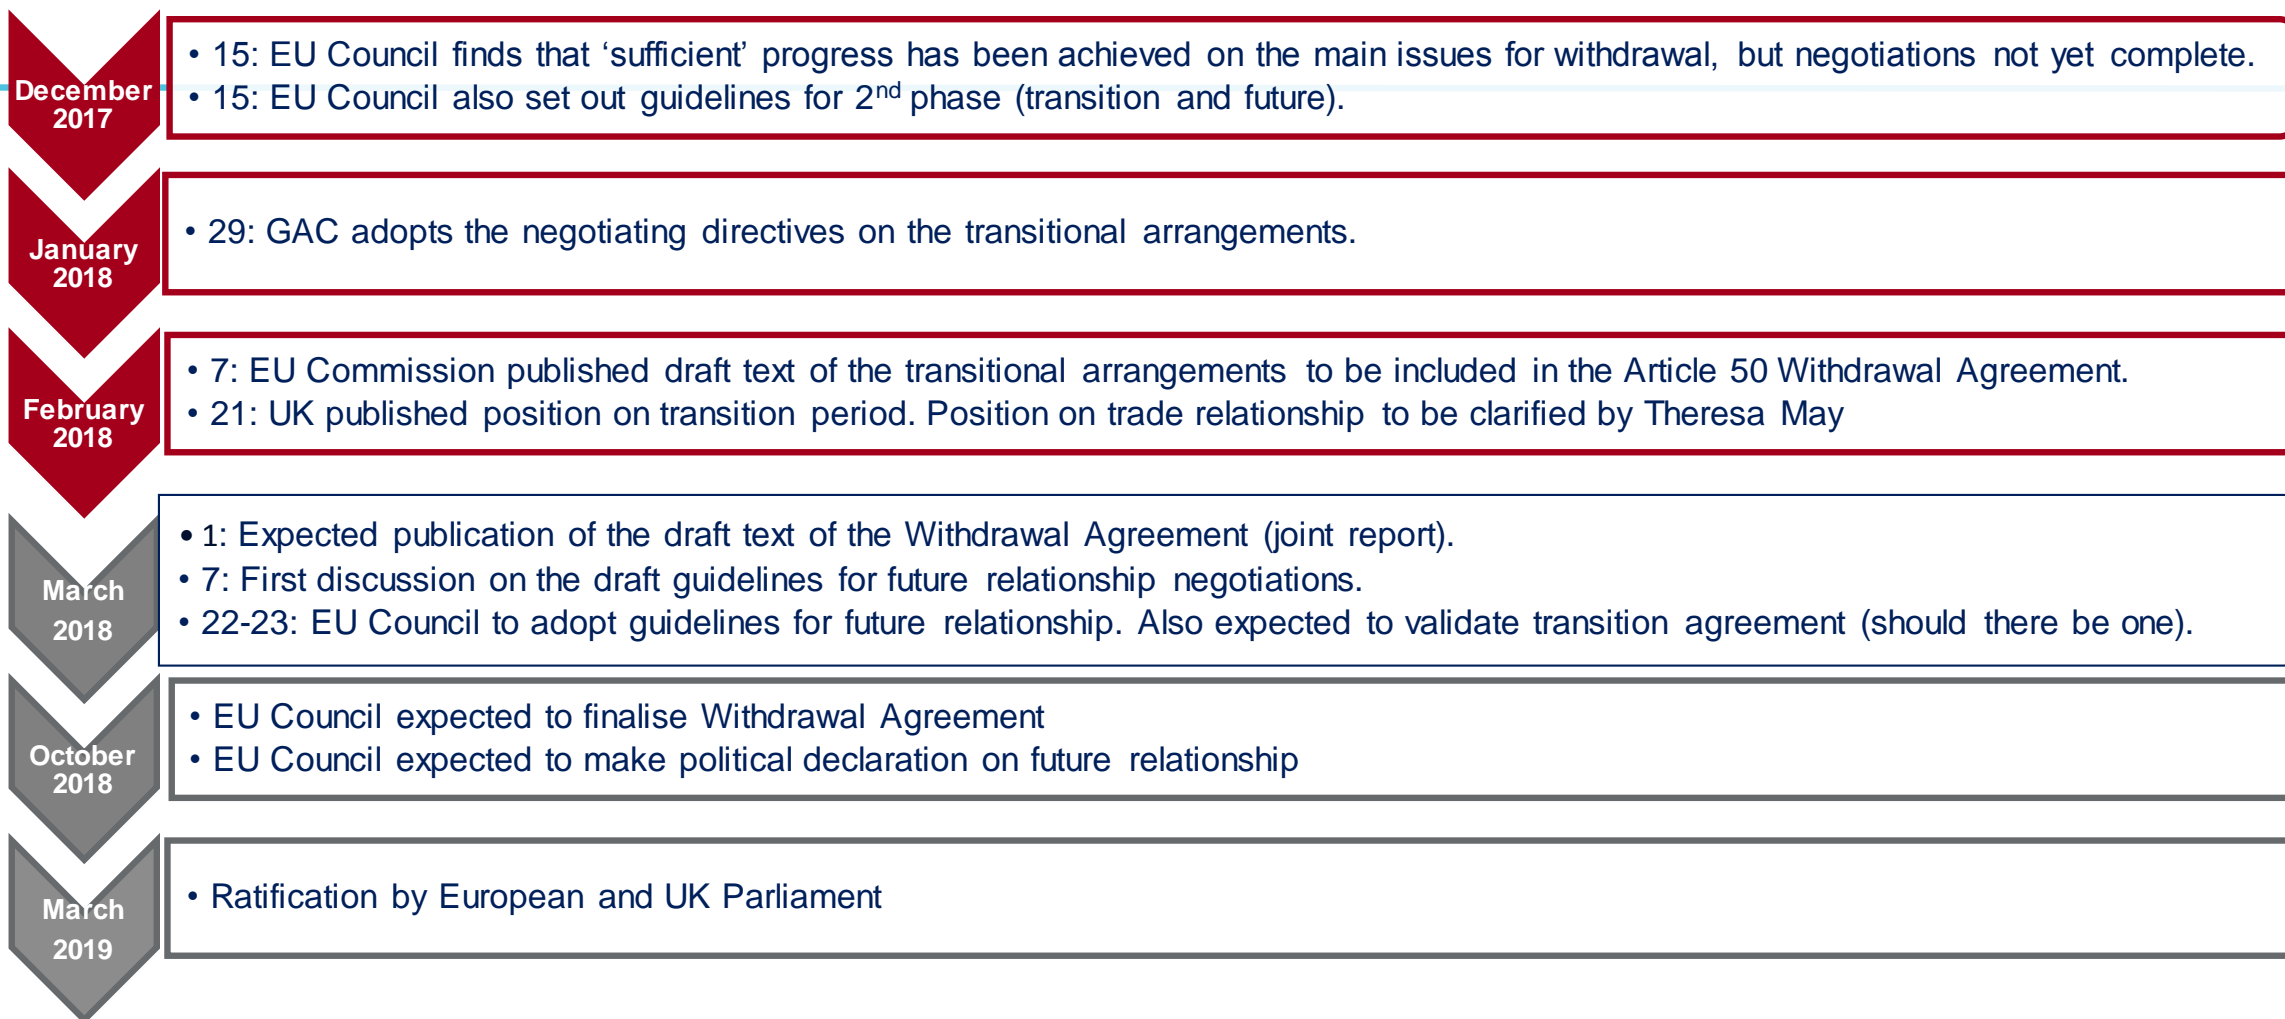 December
2017
• 15: EU Council finds that ‘sufficient’ progress has been achieved on the main issues for withdrawal, but negotiations not yet complete.
• 15: EU Council also set out guidelines for 2nd phase (transition and future).
January
2018
• 29: GAC adopts the negotiating directives on the transitional arrangements.
February
2018
• 7: EU Commission published draft text of the transitional arrangements to be included in the Article 50 Withdrawal Agreement.
• 21: UK published position on transition period. Position on trade relationship to be clarified by Theresa May
March
2018
• 1: Expected publication of the draft text of the Withdrawal Agreement (joint report).
• 7: First discussion on the draft guidelines for future relationship negotiations.
• 22-23: EU Council to adopt guidelines for future relationship. Also expected to validate transition agreement (should there be one).
October
2018
• EU Council expected to finalise Withdrawal Agreement
• EU Council expected to make political declaration on future relationship
March
2019
• Ratification by European and UK Parliament